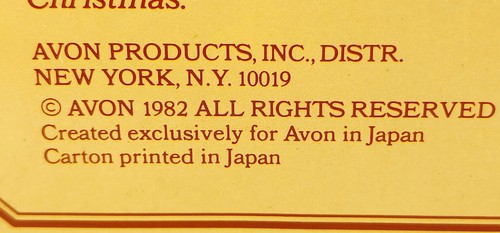 Christmas.
AVON PRODUCTS, INC., DISTR.
NEW YORK, N.Y. 10019
© AVON 1982 ALL RIGHTS RESERVED
Created exclusively for Avon in Japan
Carton printed in Japan